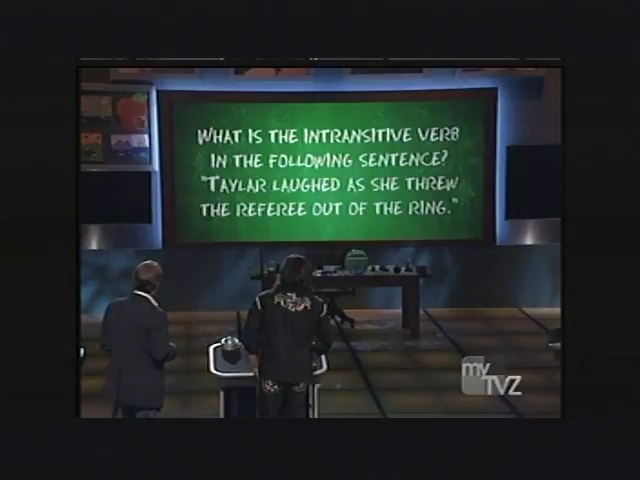 WHAT IS THE INTRANSITIVE VERB
IN THE FOLLOWING SENTENCE?
"TAYLAR LAUGHED AS SHE THREW
THE REFEREE OUT OF THE RING."
my
TVZ